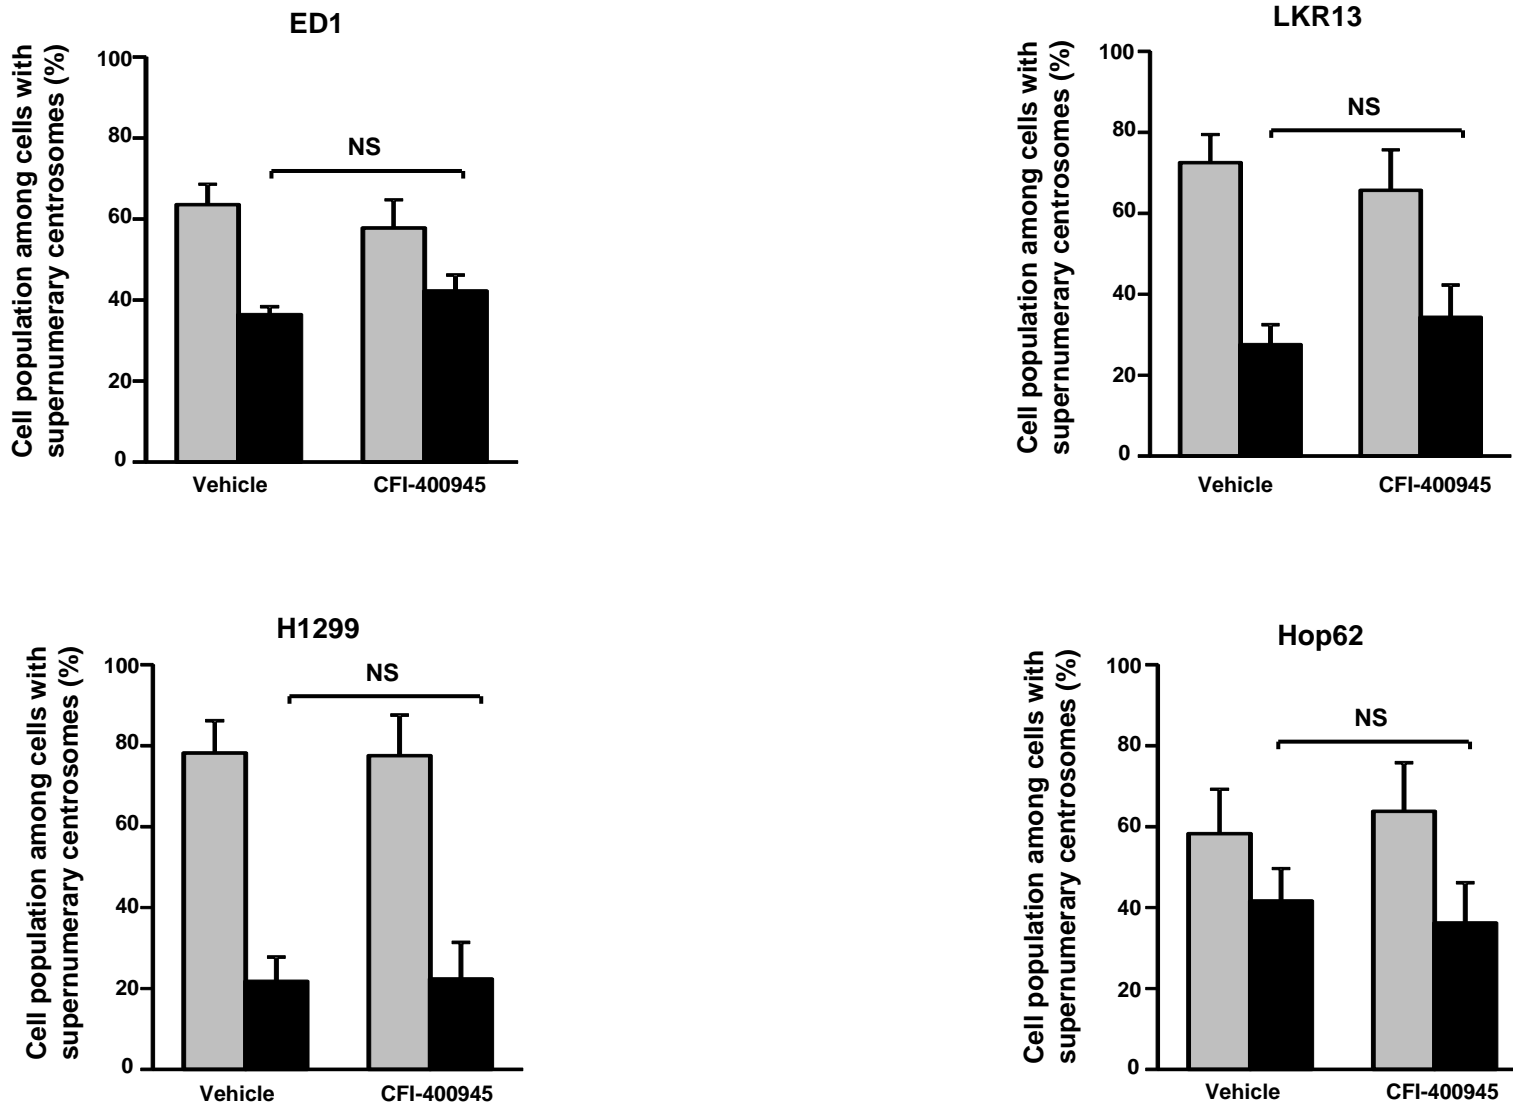 ED1
Cell population among cells with
supernumerary centrosomes (%)
100
80
60
40
20
0
NS
Vehicle
CFI-400945
LKR13
Cell population among cells with
supernumerary centrosomes (%)
100
80
60
40
20
0
NS
Vehicle
CFI-400945
H1299
Cell population among cells with
supernumerary centrosomes (%)
100
80
60
40
20
0
NS
Vehicle
CFI-400945
Hop62
Cell population among cells with
supernumerary centrosomes (%)
100
80
60
40
20
0
NS
Vehicle
CFI-400945